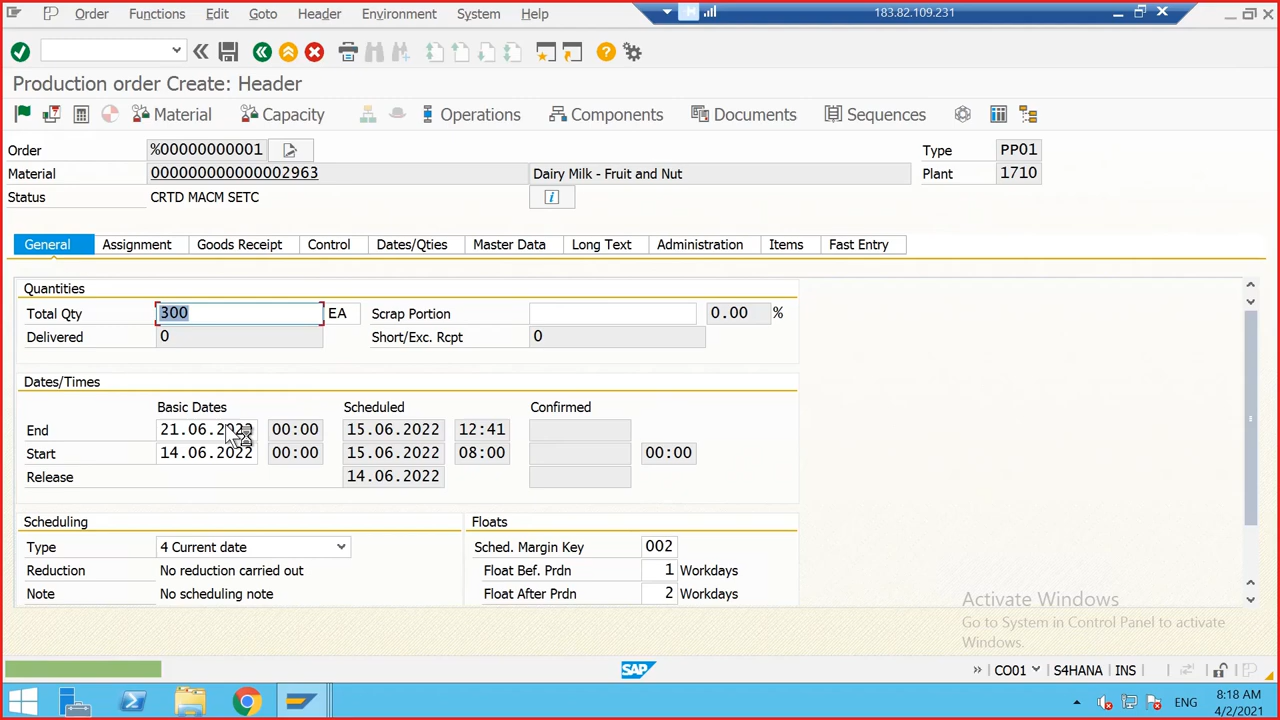 Order Functions Edit Goto Header Environment System Help 183.82.109.231
Production order Create: Header
Material Capacity Operations Components Documents Sequences
Order %00000000001 Type PP01
Material 000000000000002963 Dairy Milk - Fruit and Nut Plant 1710
Status CRTD MACM SETC
General Assignment Goods Receipt Control Dates/Qties Master Data Long Text Administration Items Fast Entry
Quantities
Total Qty 300 EA Scrap Portion 0.00 %
Delivered 0 Short/Exc. Rcpt 0
Dates/Times
Basic Dates Scheduled Confirmed
End 00:00 15.06.2022 12:41
Start 14.06.2022 00:00 15.06.2022 08:00 00:00
Release 14.06.2022
Scheduling Floats
Type 4 Current date Sched. Margin Key 002
Reduction No reduction carried out Float Bef. Prdn 1 Workdays
Note No scheduling note Float After Prdn 2 Workdays
Activate Windows
Go to System in Control Panel to activate
Windows.
SAP » CO01 S4HANA INS
ENG 8:18 AM
4/2/2021